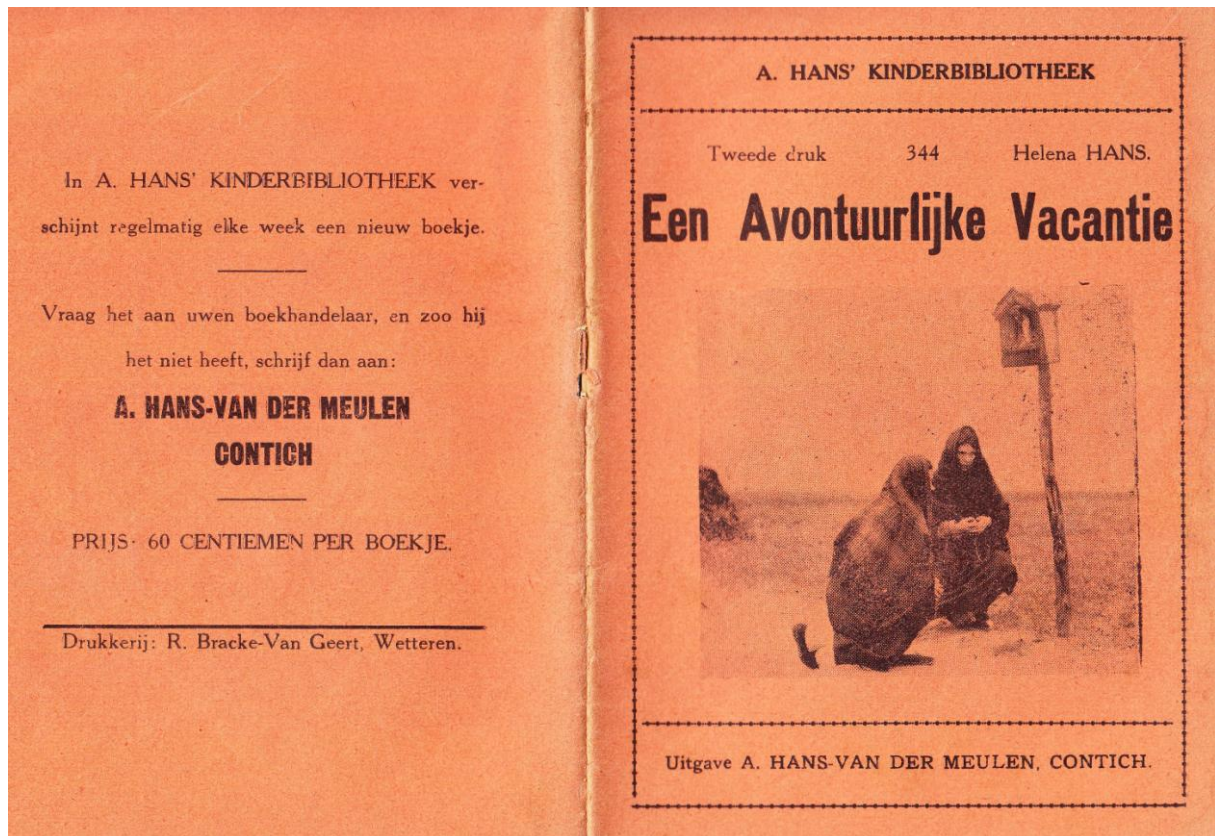 In A. HANS' KINDERBIBLIOTHEEK ver-
schijnt regelmatig elke week een nieuw boekje.
Vraag het aan uwen boekhandelaar, en zoo hij
het niet heeft, schrijf dan aan:
A. HANS-VAN DER MEULEN
CONTICH
PRIJS· 60 CENTIEMEN PER BOEKJE.
Drukkerij: R. Bracke-Van Geert, Wetteren.
A. HANS' KINDERBIBLIOTHEEK
Tweede druk 344 Helena HANS.
Een Avontuurlijke Vacantie
Uitgave A. HANS-VAN DER MEULEN, CONTICH.